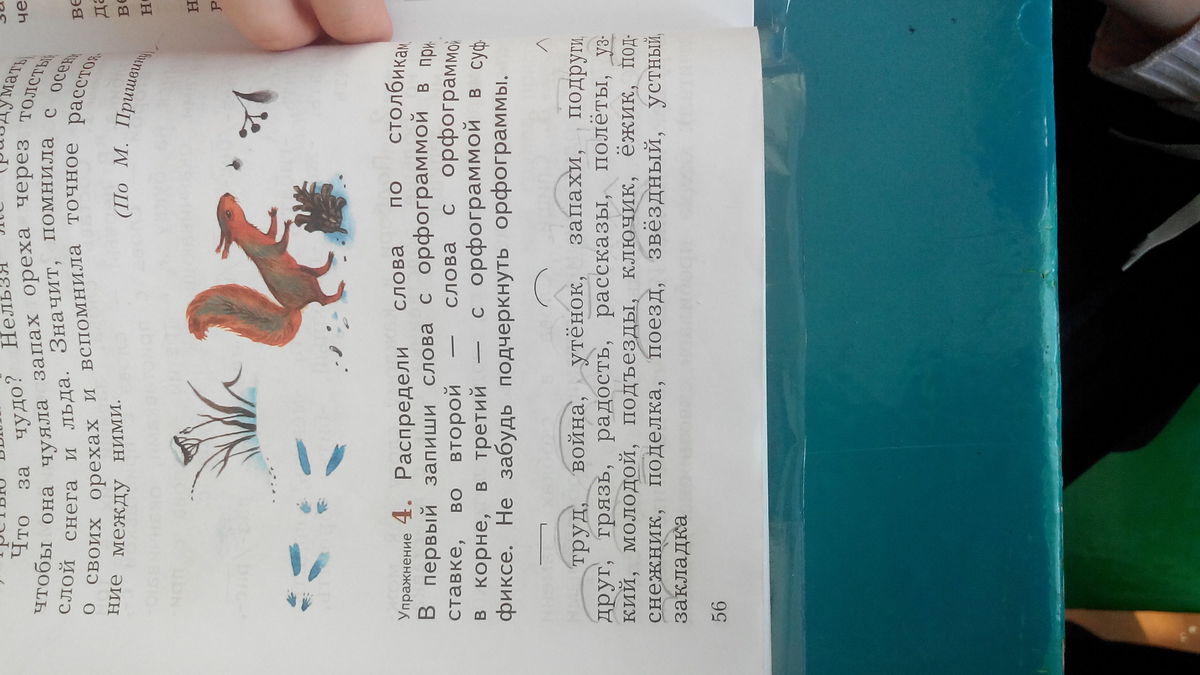 Что за чудо? Нельзя же
чтобы она чуяла запах ореха через толстый
слой снега и льда. Значит, помнила с осени
о своих орехах и вспомнила точное расстоя
ние между ними.
(По М. Пришвину)
Упражнение 4. Распредели слова по столбикам
В первый запиши слова с орфограммой в при
ставке, во второй — слова с орфограммой
в корне, в третий — с орфограммой в суф
фиксе. Не забудь подчеркнуть орфограммы.
труд, война, утёнок, запахи, подруги,
друг, грязь, радость, рассказы, полёты, уз-
кий, молодой, подъезды, ключик, ёжик, под-
снежник, поделка, поезд, звёздный, устный,
закладка
56